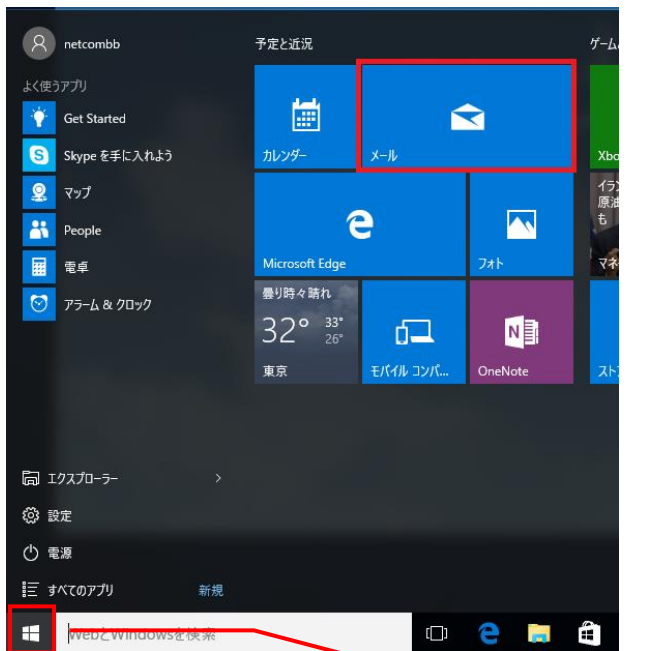 netcombb
よく使うアプリ
Get Started
Skype を手に入れよう
マップ
People
電卓
アラーム & クロック
エクスプローラー
設定
電源
すべてのアプリ 新規
WebとWindowsを検索
予定と近況
カレンダー
メール
Microsoft Edge
フォト
曇り時々晴れ
32° 33°
26°
東京
モバイル コンパ...
OneNote
N
ゲーム
Xbo
イラン
原油
も
マネ
スト